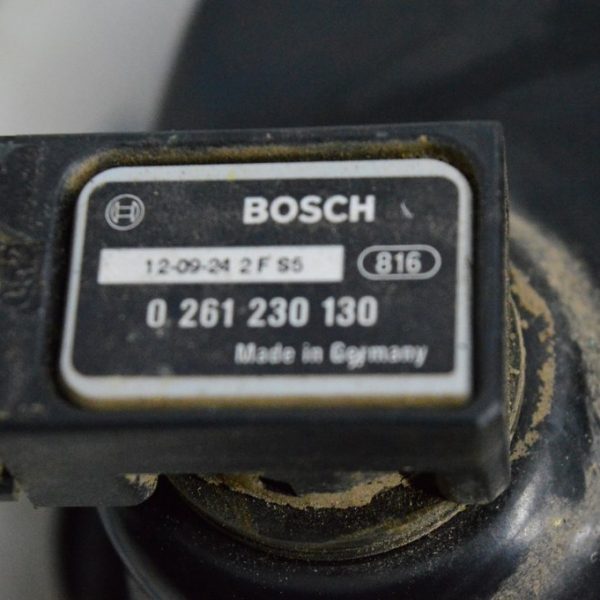 BOSCH
12-09-24 2 F S5
816
0 261 230 130
Made in Germany